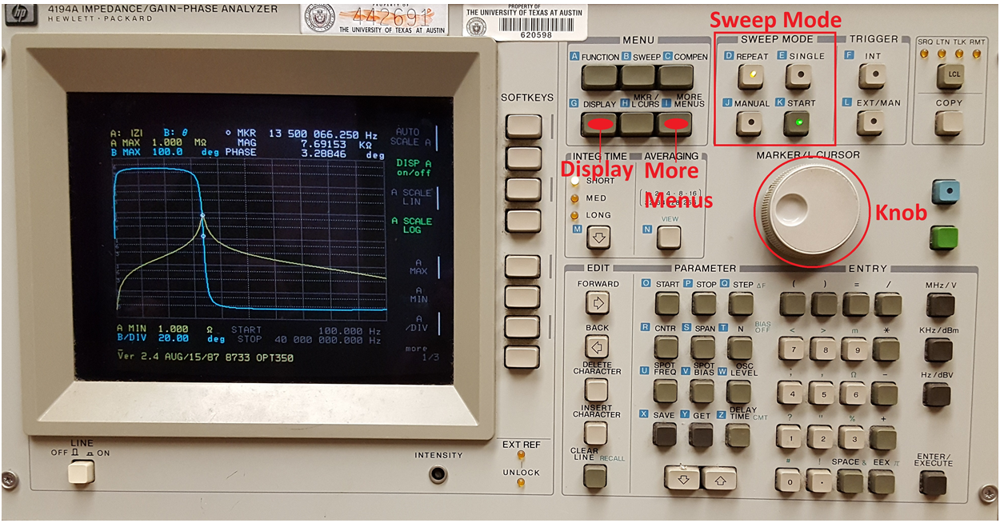 hp
4194A IMPEDANCE/GAIN-PHASE ANALYZER
HEWLETT · PACKARD
PROPERTY OF
442691
THE UNIVERSITY OF TEXAS AT AUSTIN
PROPERTY OF
THE UNIVERSITY OF TEXAS AT AUSTIN
620598
A: |Z| B: θ o MKR 13 500 066.250 Hz
A MAX 1.000 MΩ MAG 7.69153 KΩ
B MAX 100.0 deg PHASE 3.28846 deg
A MIN 1.000 Ω START 100.000 Hz
B/DIV 20.00 deg STOP 40 000 000.000 Hz
Ver 2.4 AUG/15/87 8733 OPT350
AUTO
SCALE A
DISP A
on/off
A SCALE
LIN
A SCALE
LOG
A
MAX
A
MIN
A
/DIV
more
1/3
SOFTKEYS
LINE
OFF ON
INTENSITY
EXT REF
UNLOCK
MENU
A FUNCTION B SWEEP C COMPEN
G DISPLAY H MKR/ L CURS I MORE MENUS
Sweep Mode
SWEEP MODE
D REPEAT E SINGLE
J MANUAL K START
TRIGGER
F INT
L EXT/MAN
SRQ LTN TLK RMT
LCL
COPY
INTEG TIME
SHORT
MED
LONG
M
AVERAGING
VIEW
N
Display
More
Menus
MARKER/L CURSOR
Knob
EDIT
FORWARD
BACK
DELETE
CHARACTER
INSERT
CHARACTER
CLEAR
LINE RECALL
PARAMETER
O START P STOP Q STEP ΔF
R CNTR S SPAN T N BIAS OFF
U SPOT FREQ V SPOT BIAS W OSC LEVEL
X SAVE Y GET Z DELAY TIME CMT
ENTRY
( ) = /
< > m *
7 8 9
Ω −
4 5 6
? " % +
1 2 3
# ! SPACE & EEX π
0 .
MHz/V
KHz/dBm
Hz/dBV
ENTER/
EXECUTE